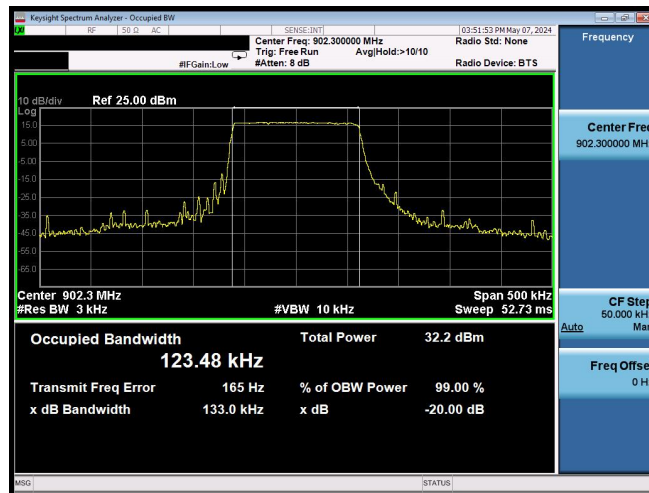 Keysight Spectrum Analyzer - Occupied BW
LXI RF 50 Ω AC SENSE:INT 03:51:53 PM May 07, 2024
Center Freq: 902.300000 MHz Radio Std: None
Trig: Free Run Avg|Hold:>10/10
#IFGain:Low #Atten: 8 dB Radio Device: BTS
10 dB/div Ref 25.00 dBm
Log
15.0
5.00
-5.00
-15.0
-25.0
-35.0
-45.0
-55.0
-65.0
Center 902.3 MHz Span 500 kHz
#Res BW 3 kHz #VBW 10 kHz Sweep 52.73 ms
Occupied Bandwidth Total Power 32.2 dBm
123.48 kHz
Transmit Freq Error 165 Hz % of OBW Power 99.00 %
x dB Bandwidth 133.0 kHz x dB -20.00 dB
MSG STATUS
Frequency
Center Fre
902.300000 MH
CF Step
50.000 kH
Auto Ma
Freq Offse
0 H